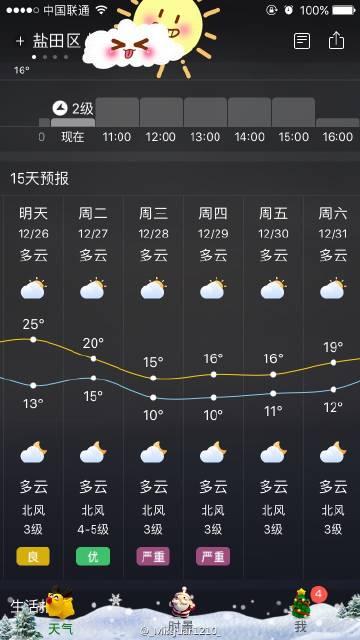 中国联通 100%
+ 盐田区
16°
2级
0 现在 11:00 12:00 13:00 14:00 15:00 16:00
15天预报
明天 周二 周三 周四 周五 周六
12/26 12/27 12/28 12/29 12/30 12/31
多云 多云 多云 多云 多云 多云
25° 20° 15° 16° 16° 19°
13° 15° 10° 10° 11° 12°
多云 多云 多云 多云 多云 多云
北风 北风 北风 北风 北风 北风
3级 4-5级 3级 3级 3级 3级
良 优 严重 严重
生活
4
天气 时景 我